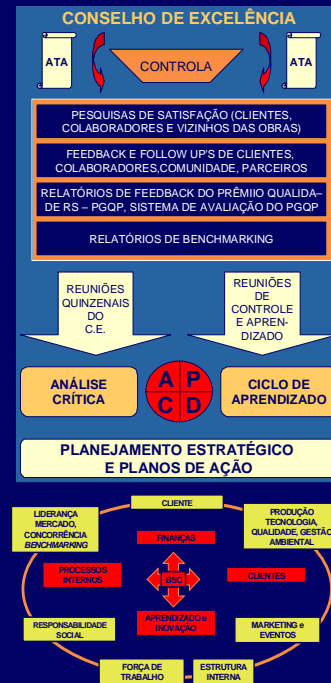 CONSELHO DE EXCELÊNCIA
ATA
CONTROLA
ATA
PESQUISAS DE SATISFAÇÃO (CLIENTES,
COLABORADORES E VIZINHOS DAS OBRAS)
FEEDBACK E FOLLOW UP'S DE CLIENTES,
COLABORADORES,COMUNIDADE, PARCEIROS
RELATÓRIOS DE FEEDBACK DO PRÊMIIO QUALIDA–
DE RS – PGQP, SISTEMA DE AVALIAÇÃO DO PGQP
RELATÓRIOS DE BENCHMARKING
REUNIÕES
QUINZENAIS
DO
C.E.
REUNIÕES
DE
CONTROLE
E APREN-
DIZADO
ANÁLISE
CRÍTICA
A P
C D
CICLO DE
APRENDIZADO
PLANEJAMENTO ESTRATÉGICO
E PLANOS DE AÇÃO
CLIENTE
LIDERANÇA
MERCADO,
CONCORRÊNCIA
BENCHMARKING
PRODUÇÃO
TECNOLOGIA,
QUALIDADE, GESTÃO
AMBIENTAL
FINANÇAS
PROCESSOS
INTERNOS
BSC
CLIENTES
APRENDIZADO e
INOVAÇÃO
RESPONSABILIDADE
SOCIAL
MARKETING e
EVENTOS
FORÇA DE
TRABALHO
ESTRUTURA
INTERNA